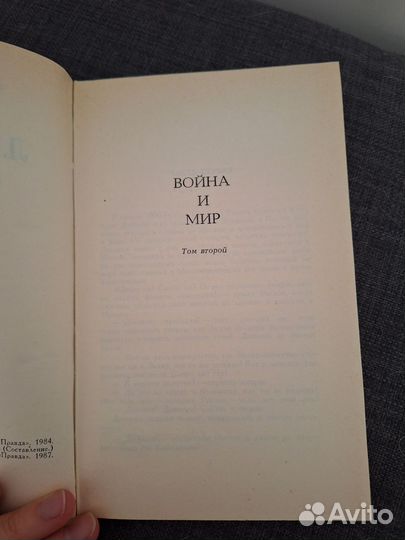 Л.
ВОЙНА
И
МИР
Том второй
Правда», 1984.
(Составление.)
Правда», 1987.
Avito